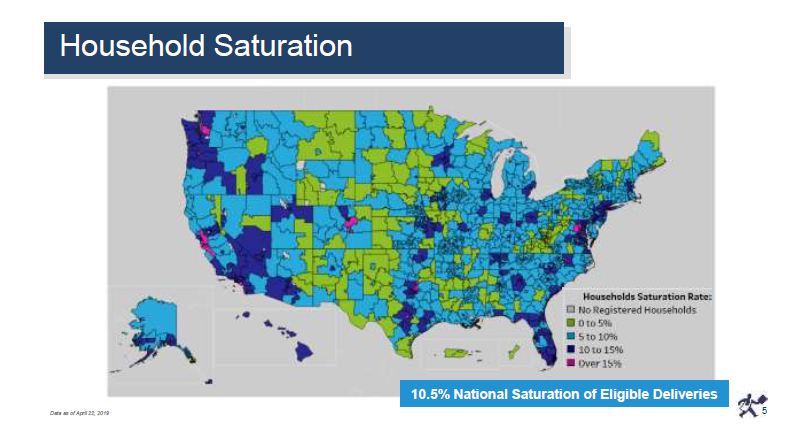 Household Saturation
Households Saturation Rate:
No Registered Households
0 to 5%
5 to 10%
10 to 15%
Over 15%
10.5% National Saturation of Eligible Deliveries
Data as of April 22, 2019
5